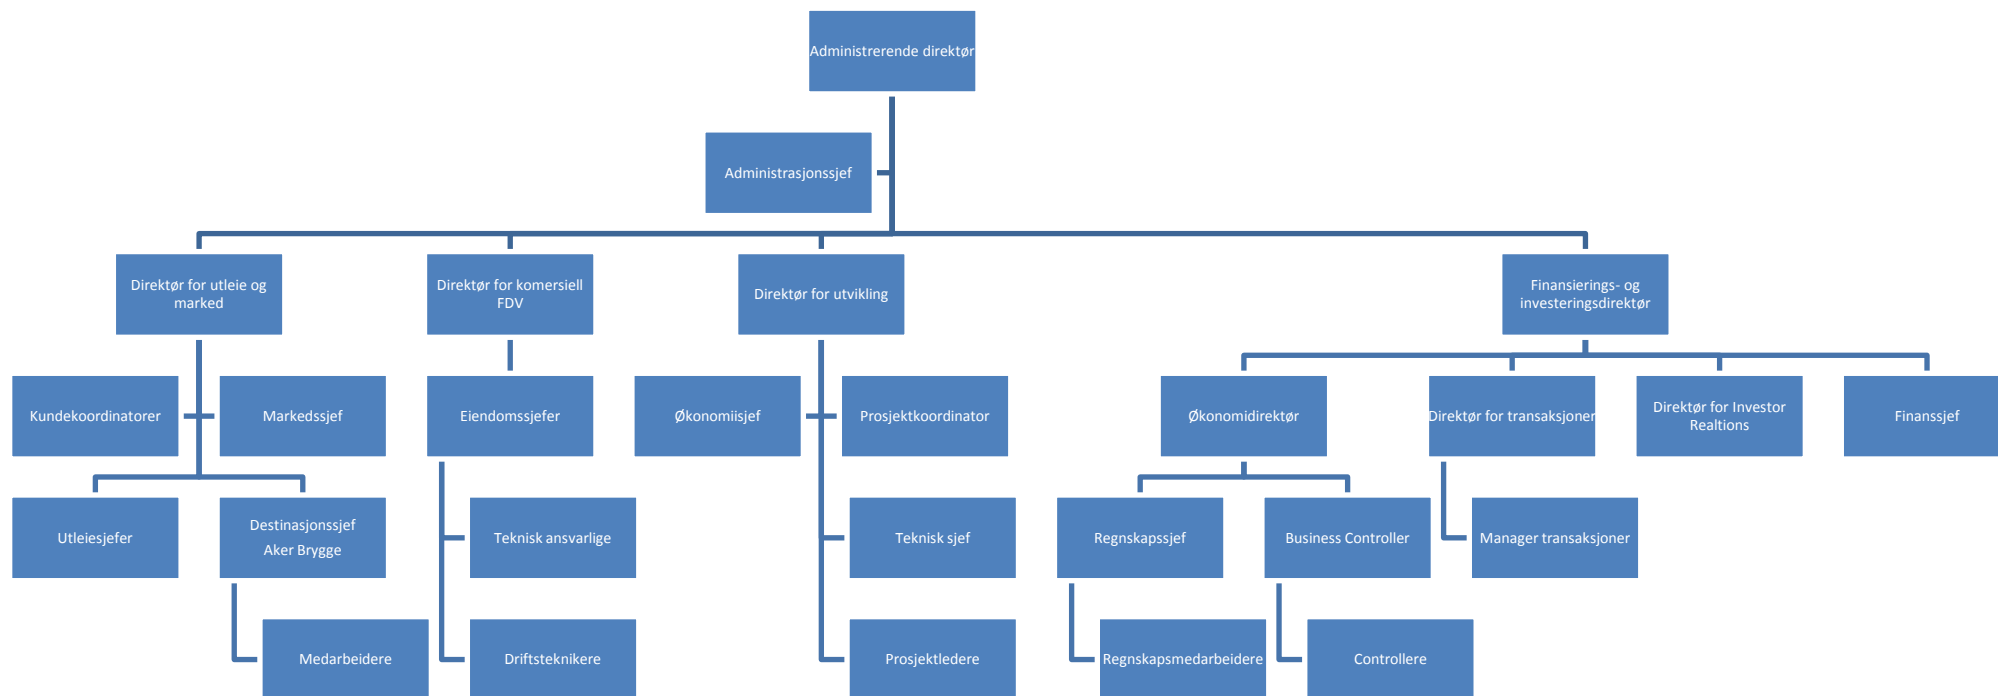 Administrerende direktør
Administrasjonssjef
Direktør for utleie og
marked
Direktør for komersiell
FDV
Direktør for utvikling
Finansierings- og
investeringsdirektør
Kundekoordinatorer
Markedssjef
Eiendomssjefer
Økonomiisjef
Prosjektkoordinator
Økonomidirektør
Direktør for transaksjoner
Direktør for Investor
Realtions
Finanssjef
Utleiesjefer
Destinasjonssjef
Aker Brygge
Teknisk ansvarlige
Teknisk sjef
Regnskapssjef
Business Controller
Manager transaksjoner
Medarbeidere
Driftsteknikere
Prosjektledere
Regnskapsmedarbeidere
Controllere